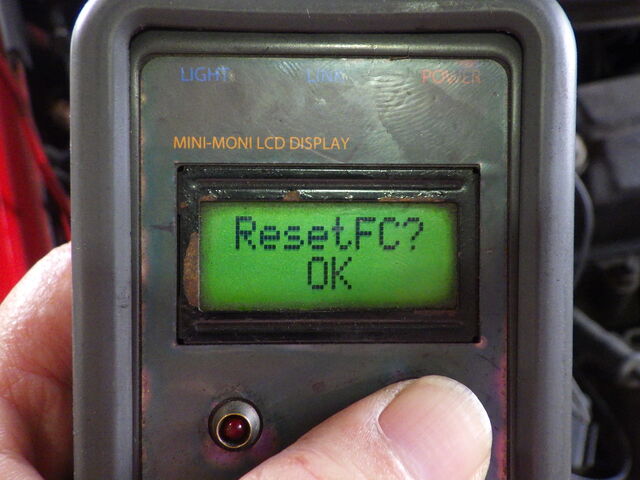 LIGHT LINK POWER
MINI-MONI LCD DISPLAY
ResetFC?
OK